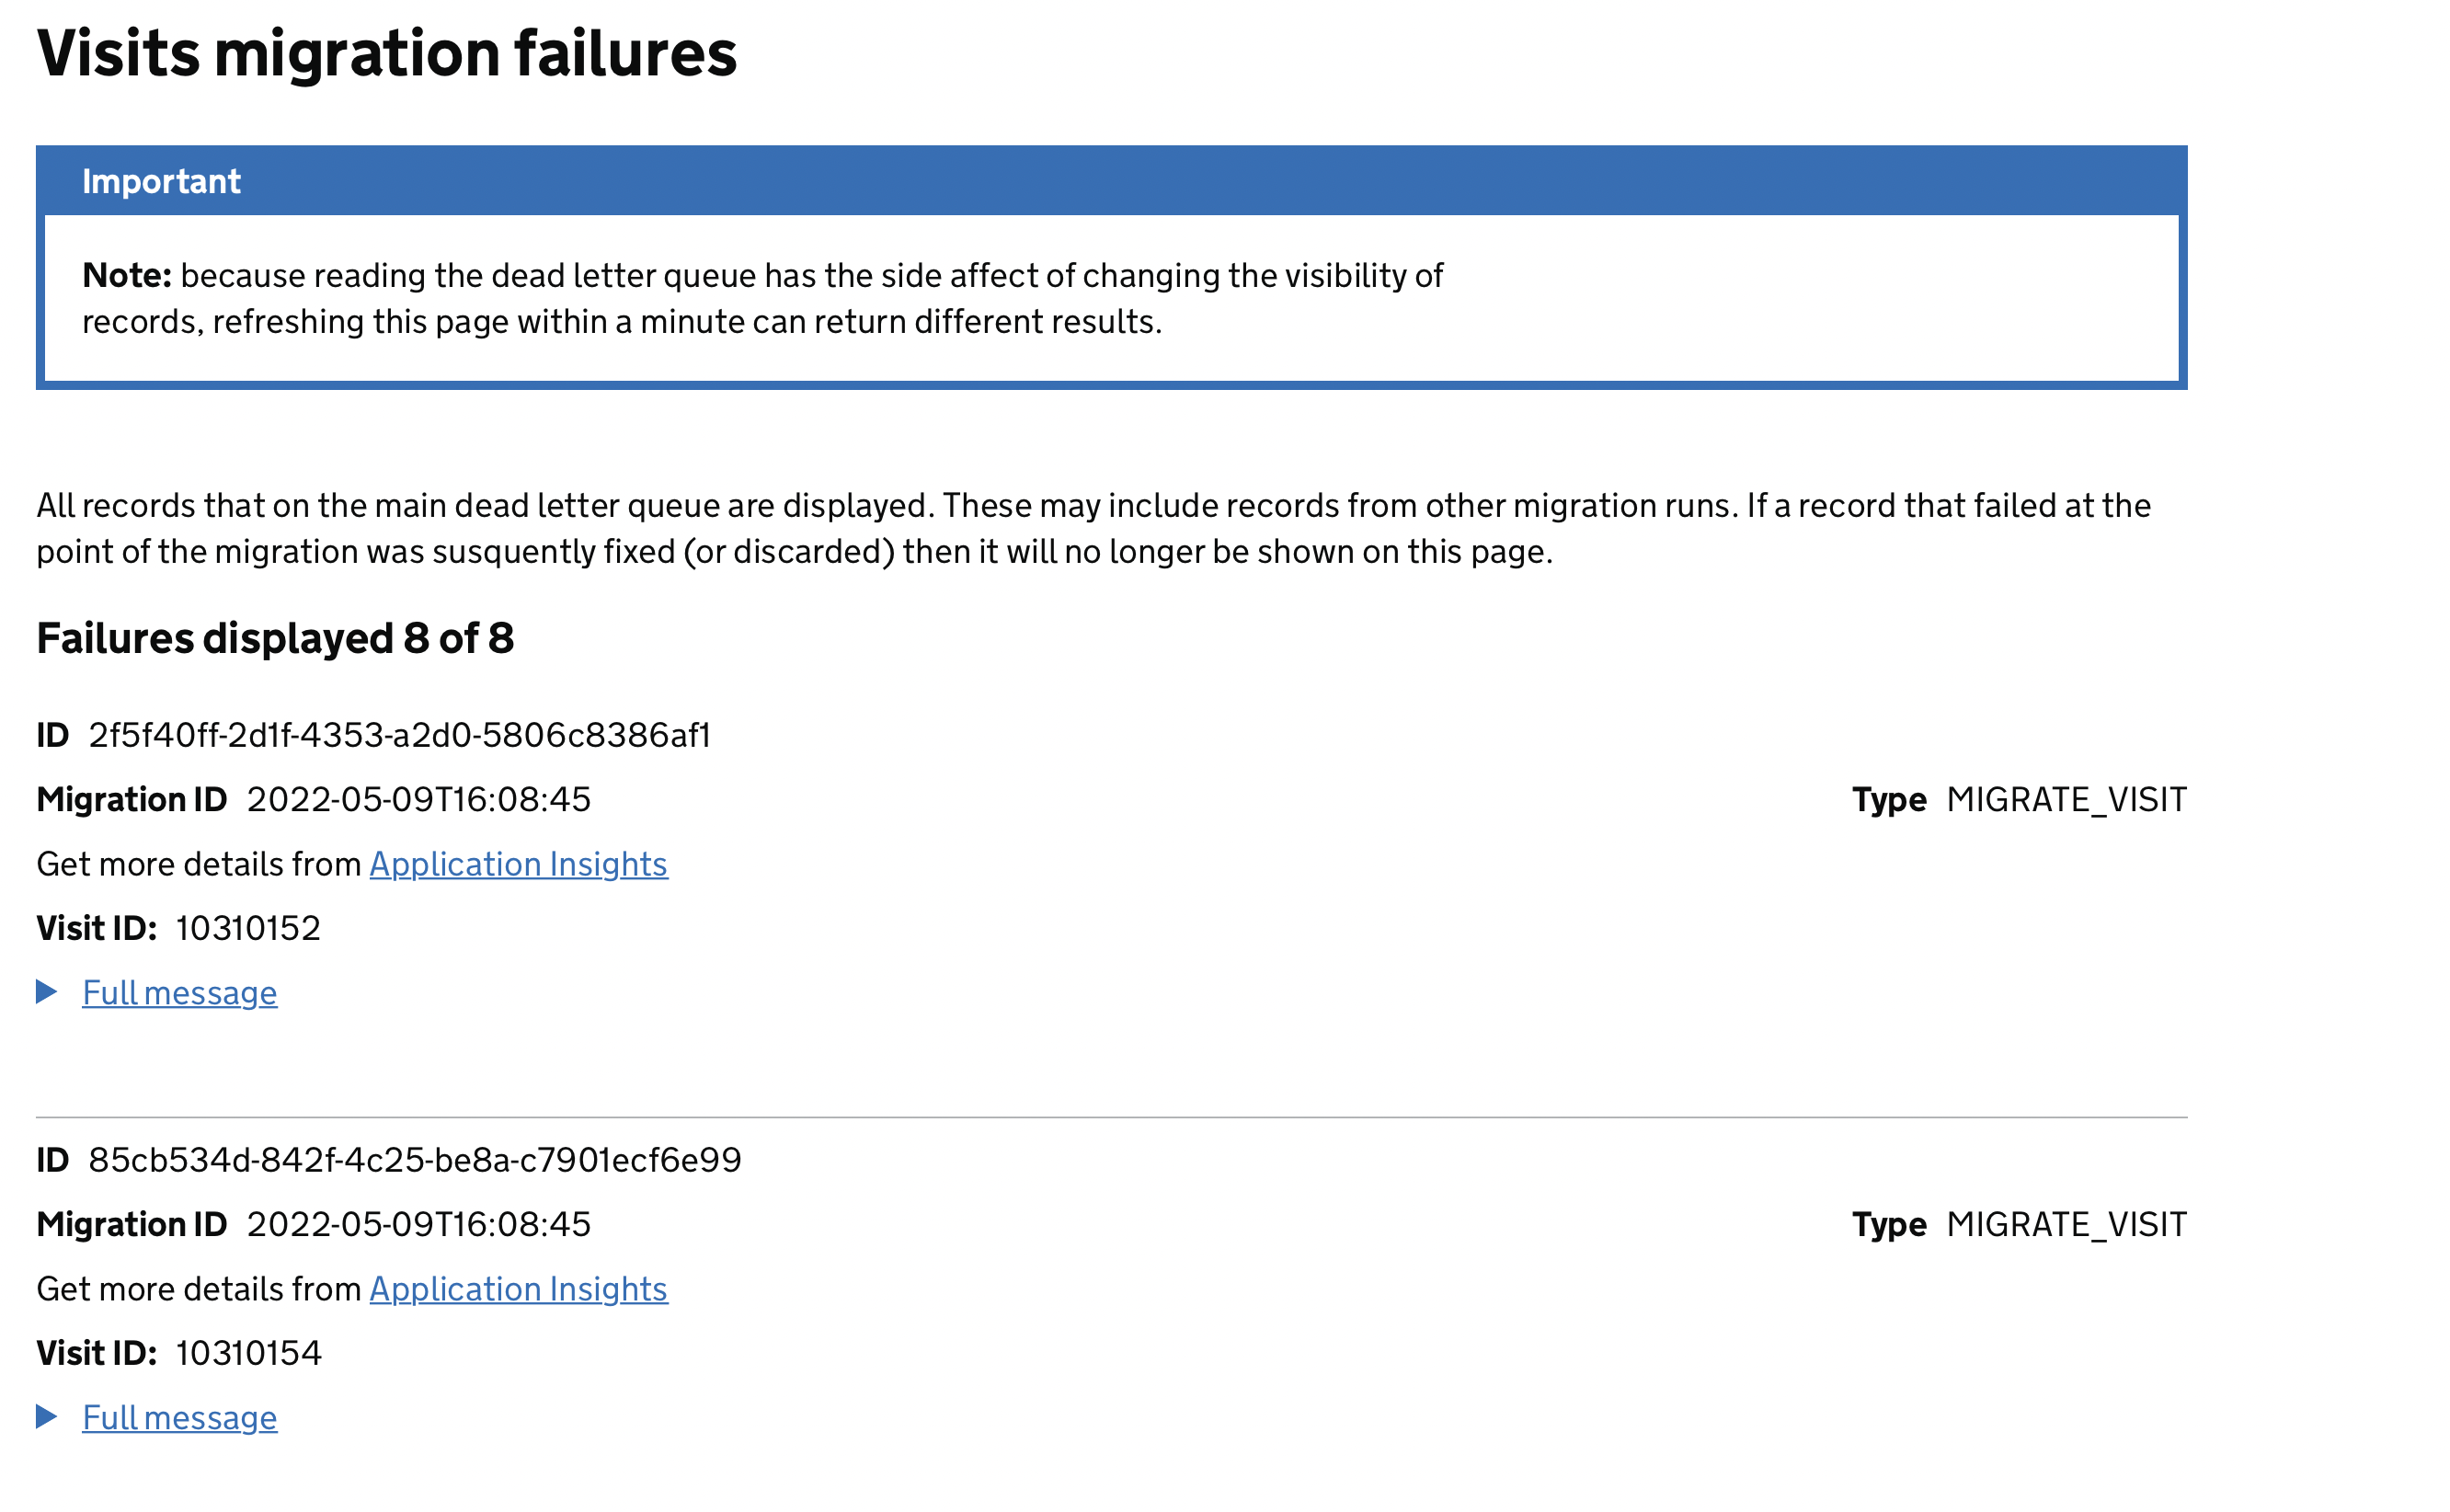 Visits migration failures
Important
Note: because reading the dead letter queue has the side affect of changing the visibility of
records, refreshing this page within a minute can return different results.
All records that on the main dead letter queue are displayed. These may include records from other migration runs. If a record that failed at the
point of the migration was susquently fixed (or discarded) then it will no longer be shown on this page.
Failures displayed 8 of 8
ID 2f5f40ff-2d1f-4353-a2d0-5806c8386af1
Migration ID 2022-05-09T16:08:45 Type MIGRATE_VISIT
Get more details from Application Insights
Visit ID: 10310152
Full message
ID 85cb534d-842f-4c25-be8a-c7901ecf6e99
Migration ID 2022-05-09T16:08:45 Type MIGRATE_VISIT
Get more details from Application Insights
Visit ID: 10310154
Full message